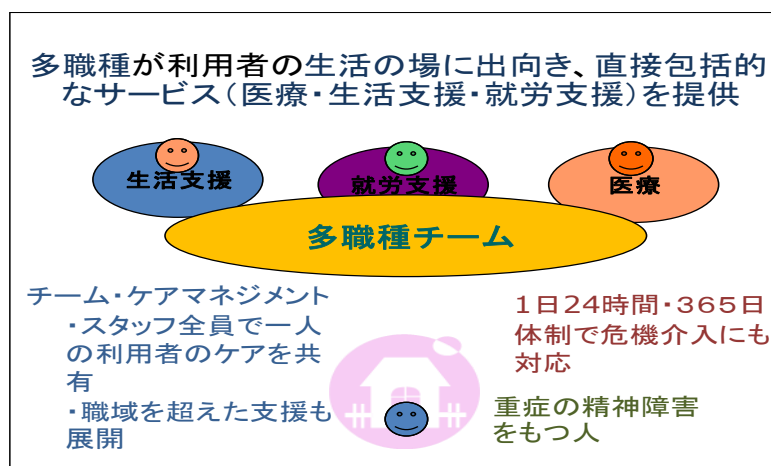 多職種が利用者の生活の場に出向き、直接包括的
なサービス（医療・生活支援・就労支援）を提供
生活支援
就労支援
医療
多職種チーム
チーム・ケアマネジメント
・スタッフ全員で一人
の利用者のケアを共
有
・職域を超えた支援も
展開
1日24時間・365日
体制で危機介入にも
対応
重症の精神障害
をもつ人